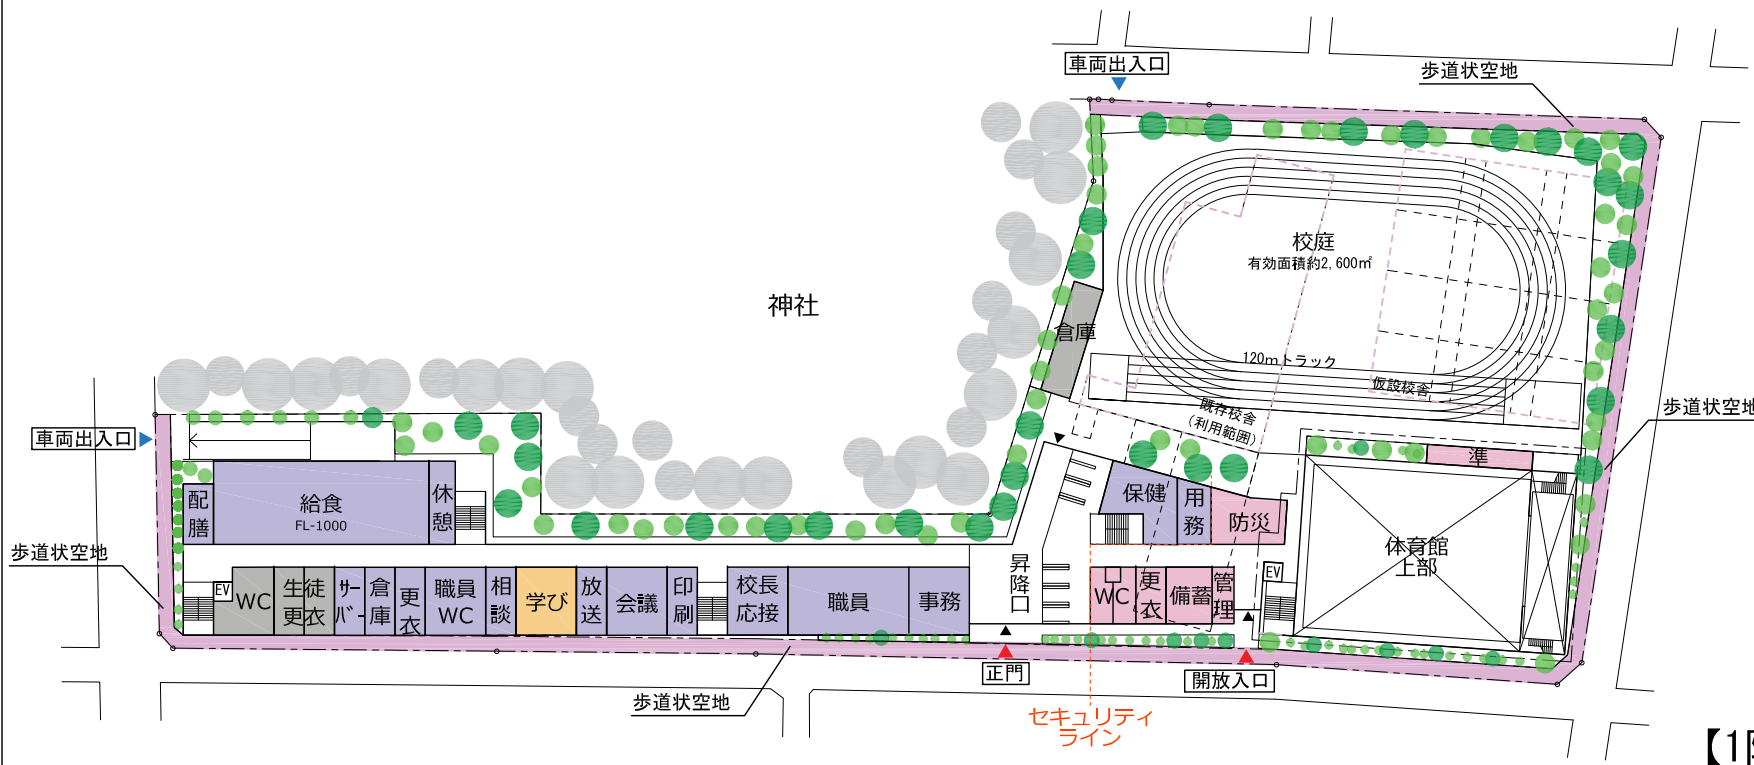 車両出入口
歩道状空地
校庭
有効面積約2,600㎡
神社
倉庫
120mトラック
仮設校舎
既存校舎
(利用範囲)
歩道状空地
車両出入口
準
配膳
給食
FL-1000
休憩
保健
用務
防災
体育館
上部
歩道状空地
EV
WC
生徒
更衣
サー
バー
倉庫
更衣
職員
WC
相談
学び
放送
会議
印刷
校長
応接
職員
事務
昇降口
WC
更衣
備蓄
管理
EV
正門
開放入口
歩道状空地
セキュリティ
ライン
【1階